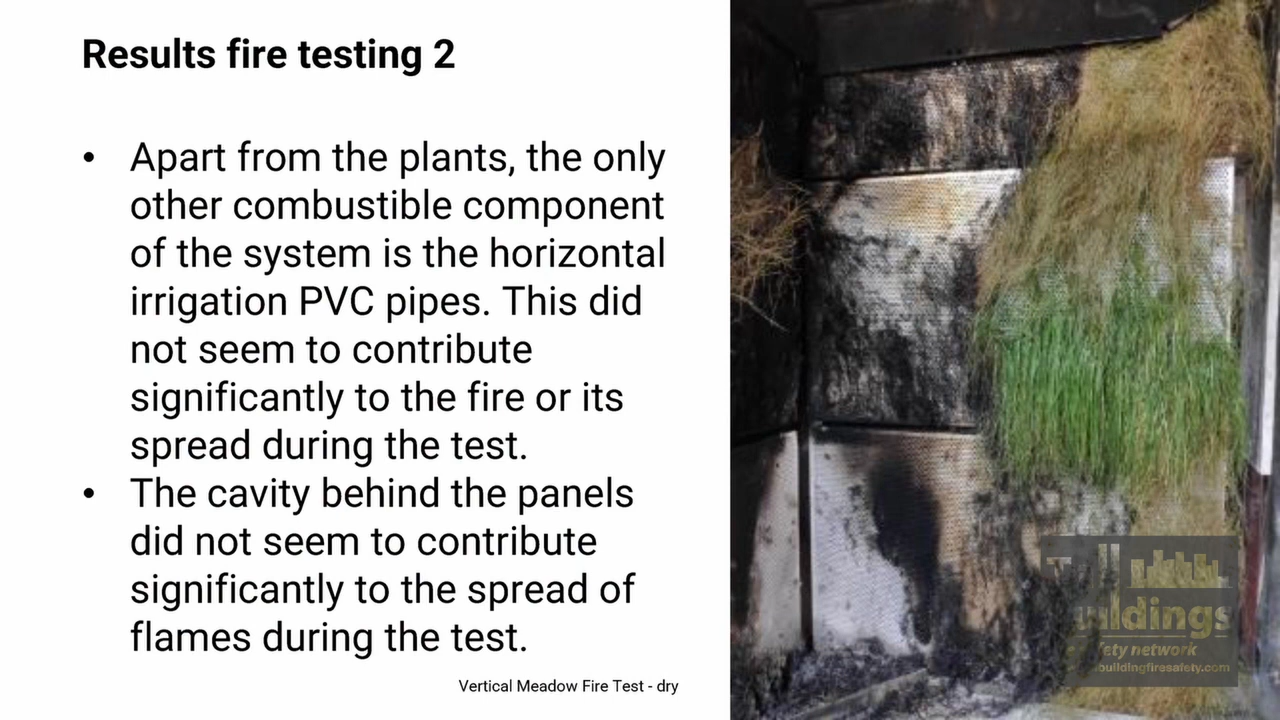 Results fire testing 2
• Apart from the plants, the only
other combustible component
of the system is the horizontal
irrigation PVC pipes. This did
not seem to contribute
significantly to the fire or its
spread during the test.
• The cavity behind the panels
did not seem to contribute
significantly to the spread of
flames during the test.
Vertical Meadow Fire Test - dry
network
buildingfiresafety.com